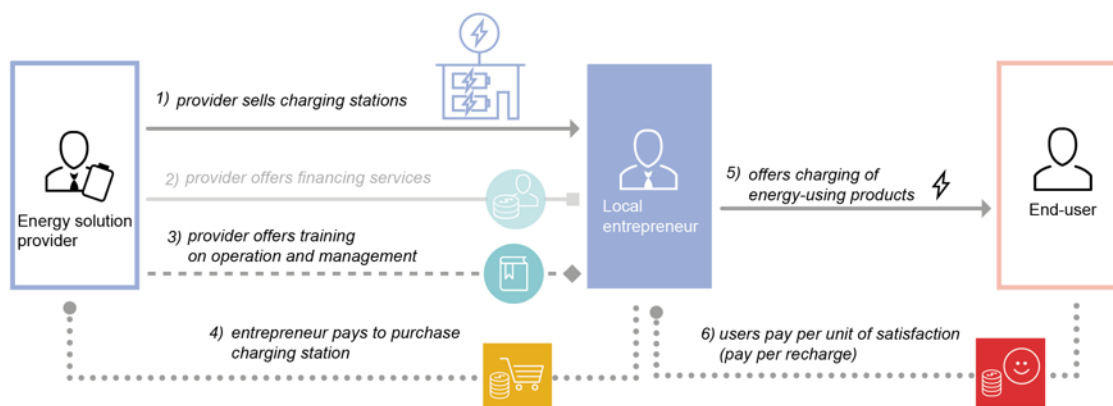 1) provider sells charging stations
2) provider offers financing services
3) provider offers training
on operation and management
Energy solution
provider
Local
entrepreneur
5) offers charging of
energy-using products
End-user
4) entrepreneur pays to purchase
charging station
6) users pay per unit of satisfaction
(pay per recharge)